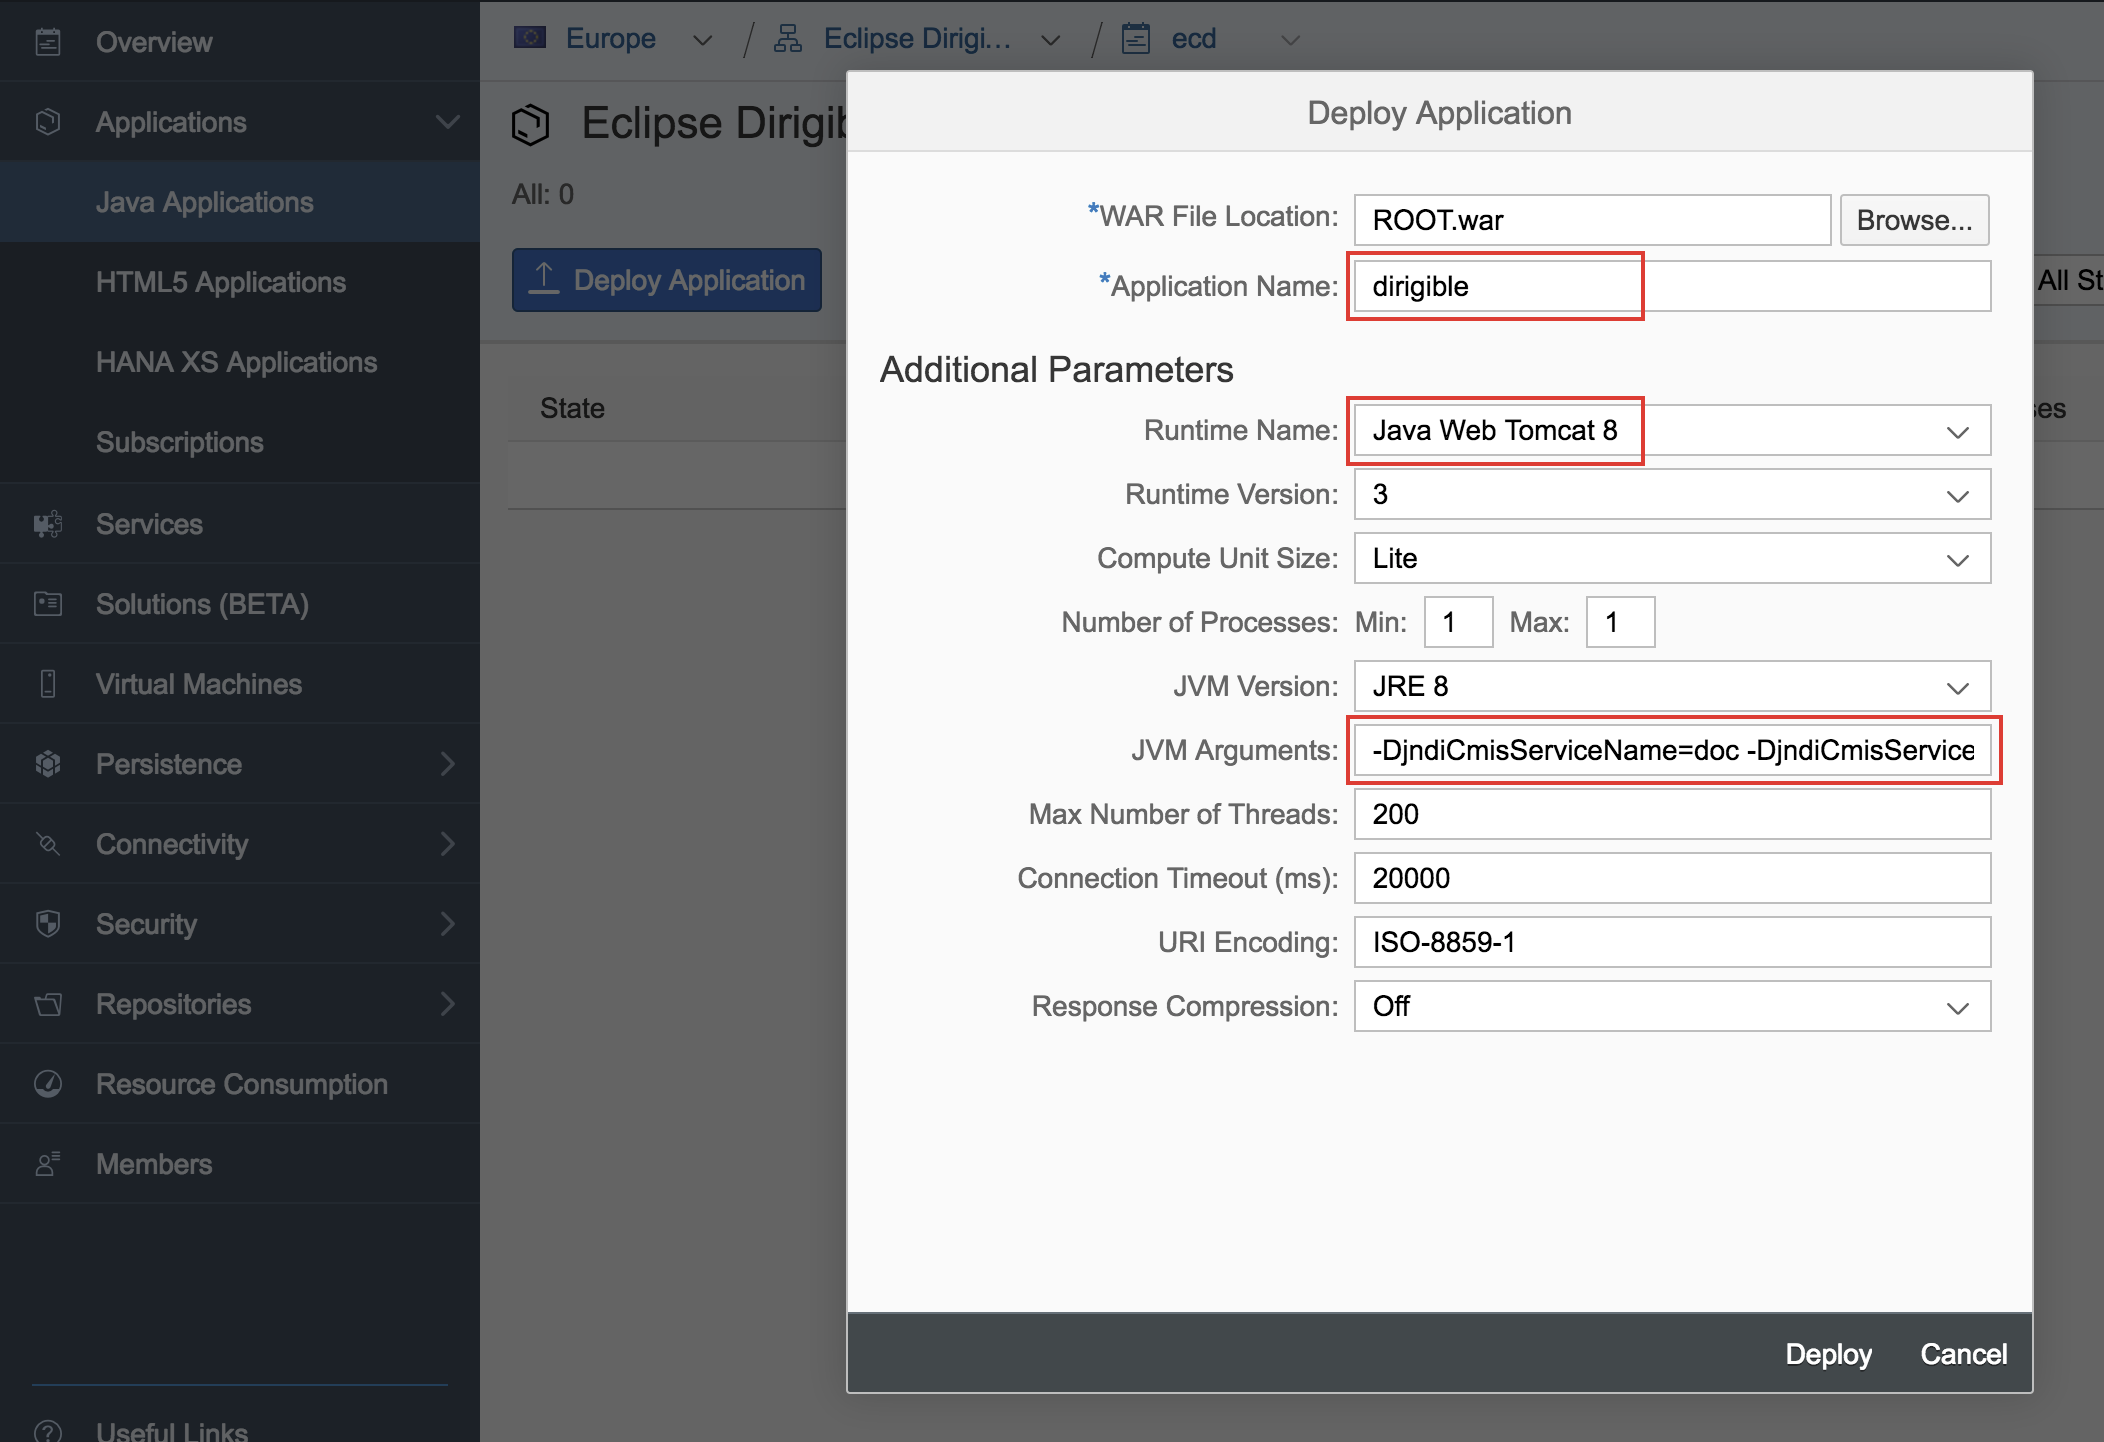 Overview
Applications
Java Applications
HTML5 Applications
HANA XS Applications
Subscriptions
Services
Solutions (BETA)
Virtual Machines
Persistence
Connectivity
Security
Repositories
Resource Consumption
Members
Useful Links
Europe / Eclipse Dirigi... / ecd
Eclipse Dirigib
All: 0
Deploy Application
All St
State
ses
Deploy Application
*WAR File Location: ROOT.war Browse...
*Application Name: dirigible
Additional Parameters
Runtime Name: Java Web Tomcat 8
Runtime Version: 3
Compute Unit Size: Lite
Number of Processes: Min: 1 Max: 1
JVM Version: JRE 8
JVM Arguments: -DjndiCmisServiceName=doc -DjndiCmisService
Max Number of Threads: 200
Connection Timeout (ms): 20000
URI Encoding: ISO-8859-1
Response Compression: Off
Deploy Cancel